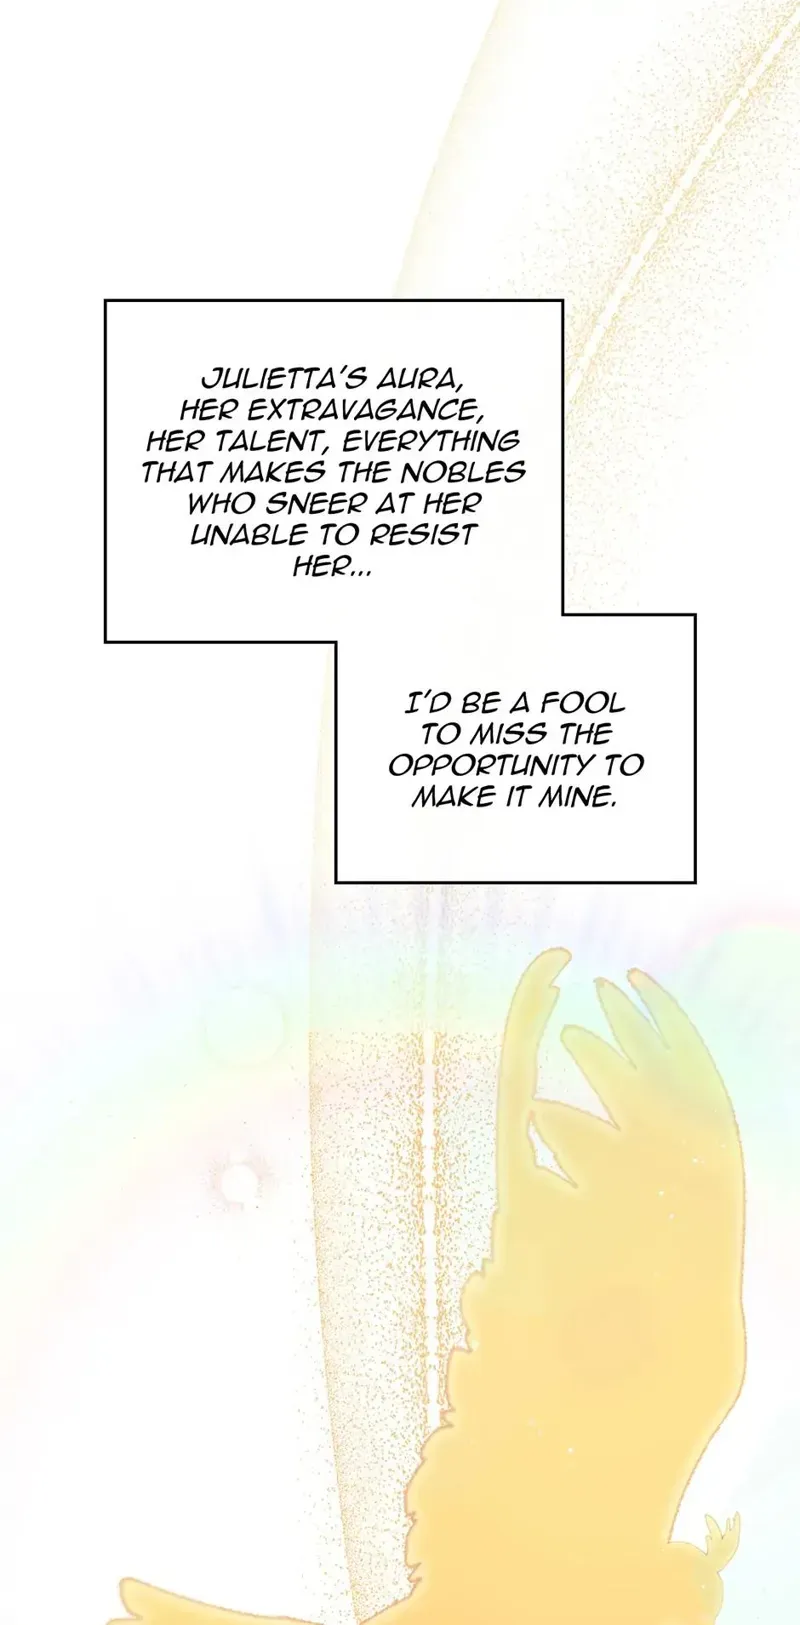 JULIETTA'S AURA,
HER EXTRAVAGANCE,
HER TALENT, EVERYTHING
THAT MAKES THE NOBLES
WHO SNEER AT HER
UNABLE TO RESIST
HER...
I'D BE A FOOL
TO MISS THE
OPPORTUNITY TO
MAKE IT MINE.